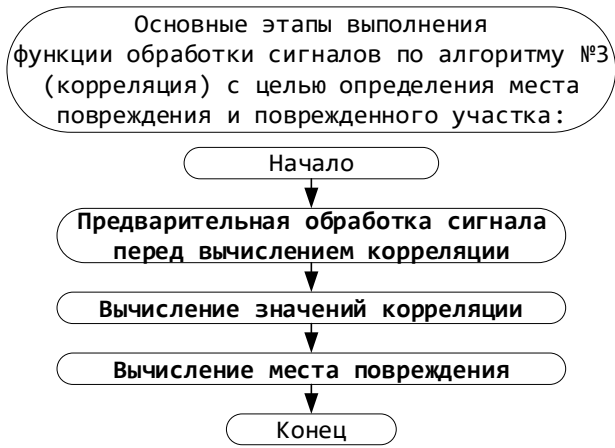 Основные этапы выполнения
функции обработки сигналов по алгоритму №3
(корреляция) с целью определения места
повреждения и поврежденного участка:
Начало
Предварительная обработка сигнала
перед вычислением корреляции
Вычисление значений корреляции
Вычисление места повреждения
Конец